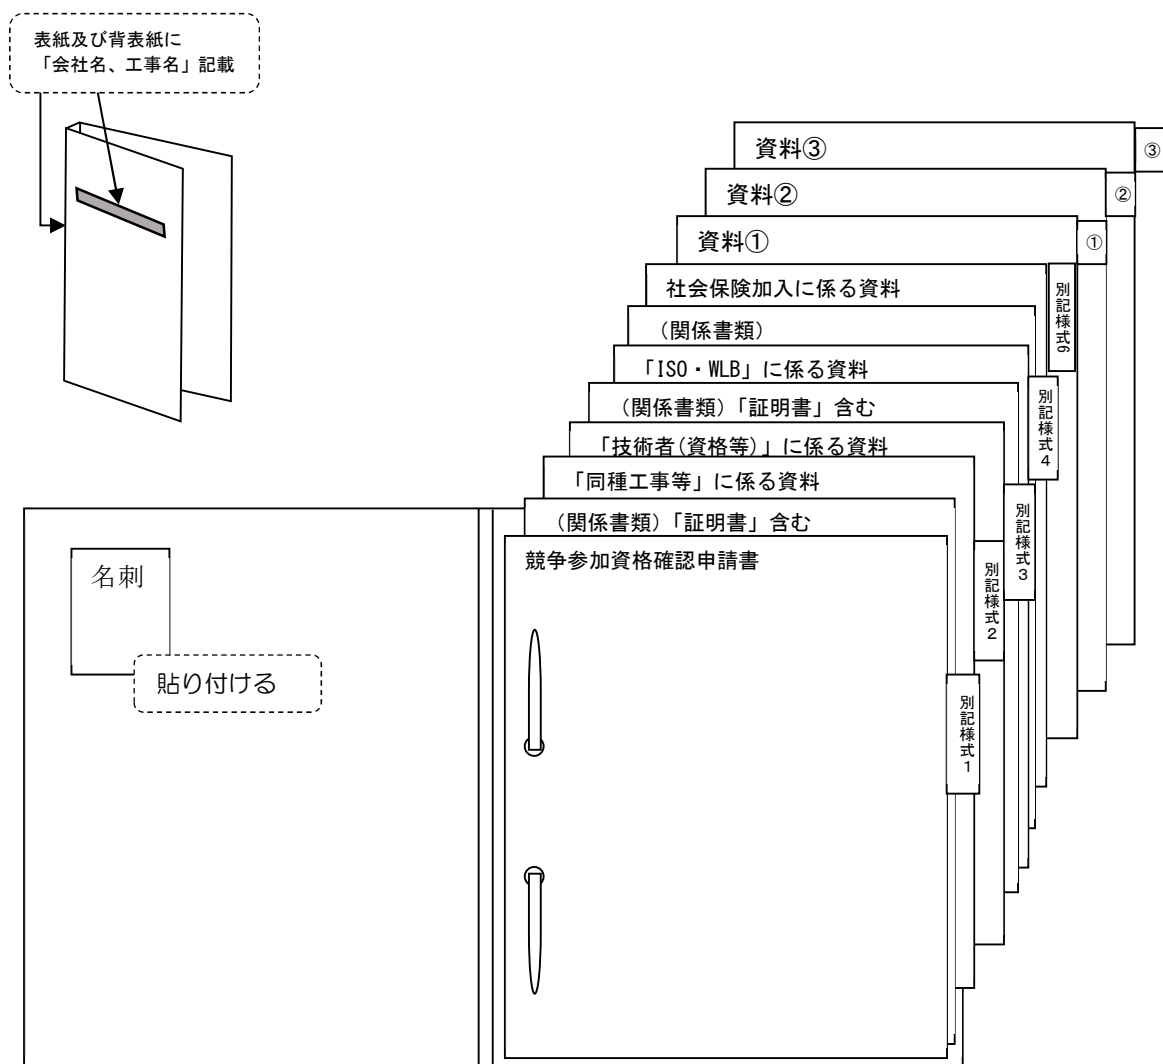 表紙及び背表紙に
「会社名、工事名」記載
資料③
③
資料②
②
資料①
①
社会保険加入に係る資料
別記様式6
(関係書類)
「ISO・WLB」に係る資料
別記様式4
(関係書類)「証明書」含む
「技術者(資格等)」に係る資料
別記様式3
「同種工事等」に係る資料
別記様式2
(関係書類)「証明書」含む
競争参加資格確認申請書
別記様式1
名刺
貼り付ける